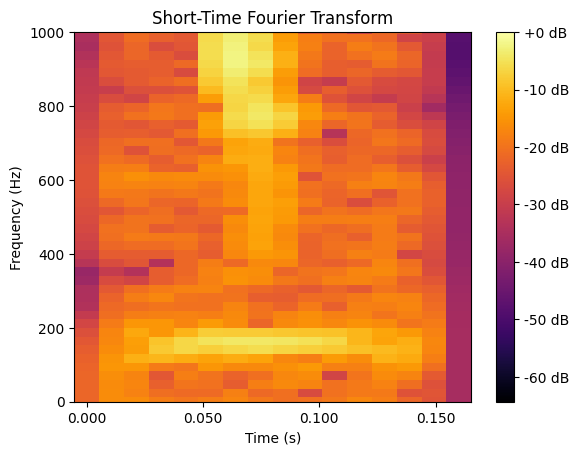 Short-Time Fourier Transform
1000
800
600
400
200
0
Frequency (Hz)
0.000
0.050
0.100
0.150
Time (s)
+0 dB
-10 dB
-20 dB
-30 dB
-40 dB
-50 dB
-60 dB